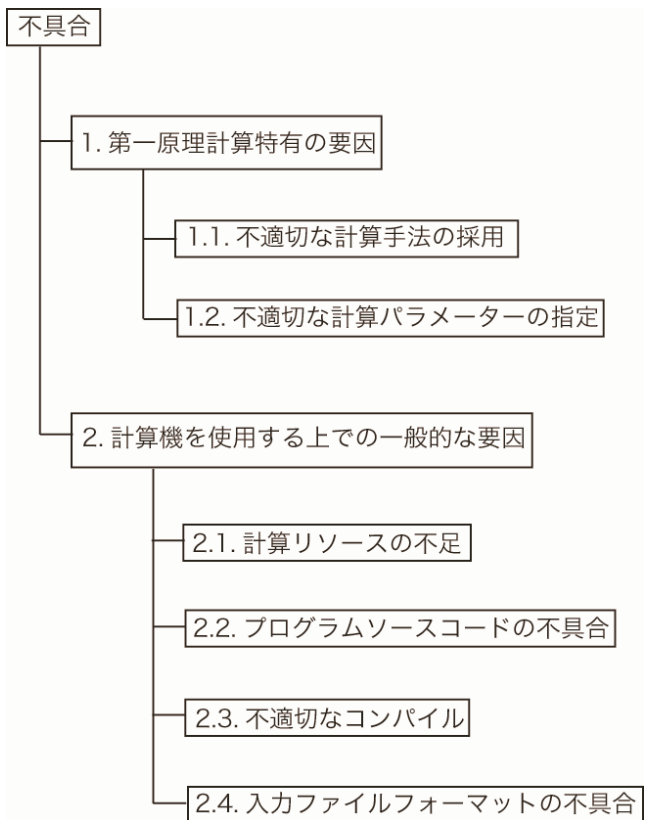 不具合
1. 第一原理計算特有の要因
1.1. 不適切な計算手法の採用
1.2. 不適切な計算パラメーターの指定
2. 計算機を使用する上での一般的な要因
2.1. 計算リソースの不足
2.2. プログラムソースコードの不具合
2.3. 不適切なコンパイル
2.4. 入力ファイルフォーマットの不具合